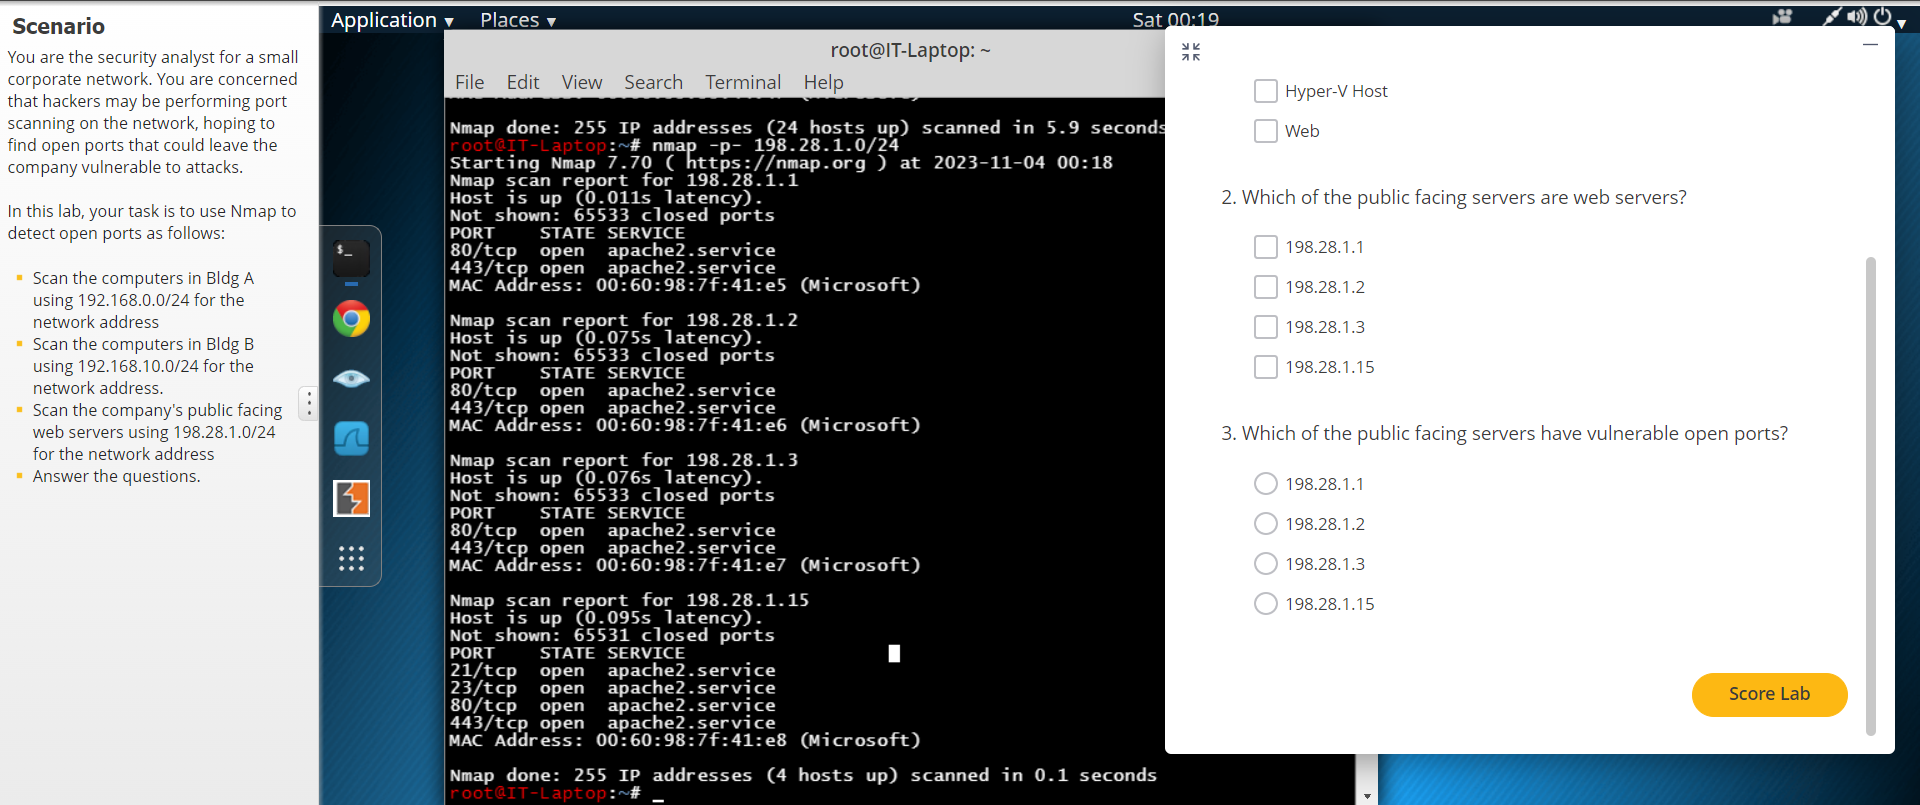 Scenario
You are the security analyst for a small
corporate network. You are concerned
that hackers may be performing port
scanning on the network, hoping to
find open ports that could leave the
company vulnerable to attacks.
In this lab, your task is to use Nmap to
detect open ports as follows:
Scan the computers in Bldg A
using 192.168.0.0/24 for the
network address
Scan the computers in Bldg B
using 192.168.10.0/24 for the
network address.
Scan the company's public facing
web servers using 198.28.1.0/24
for the network address
Answer the questions.
Application Places Sat 00:19
root@IT-Laptop: ~
File Edit View Search Terminal Help
Nmap done: 255 IP addresses (24 hosts up) scanned in 5.9 seconds
root@IT-Laptop:~# nmap -p- 198.28.1.0/24
Starting Nmap 7.70 ( https://nmap.org ) at 2023-11-04 00:18
Nmap scan report for 198.28.1.1
Host is up (0.011s latency).
Not shown: 65533 closed ports
PORT STATE SERVICE
80/tcp open apache2.service
443/tcp open apache2.service
MAC Address: 00:60:98:7f:41:e5 (Microsoft)
Nmap scan report for 198.28.1.2
Host is up (0.075s latency).
Not shown: 65533 closed ports
PORT STATE SERVICE
80/tcp open apache2.service
443/tcp open apache2.service
MAC Address: 00:60:98:7f:41:e6 (Microsoft)
Nmap scan report for 198.28.1.3
Host is up (0.076s latency).
Not shown: 65533 closed ports
PORT STATE SERVICE
80/tcp open apache2.service
443/tcp open apache2.service
MAC Address: 00:60:98:7f:41:e7 (Microsoft)
Nmap scan report for 198.28.1.15
Host is up (0.095s latency).
Not shown: 65531 closed ports
PORT STATE SERVICE
21/tcp open apache2.service
23/tcp open apache2.service
80/tcp open apache2.service
443/tcp open apache2.service
MAC Address: 00:60:98:7f:41:e8 (Microsoft)
Nmap done: 255 IP addresses (4 hosts up) scanned in 0.1 seconds
root@IT-Laptop:~# _
Hyper-V Host
Web
2. Which of the public facing servers are web servers?
198.28.1.1
198.28.1.2
198.28.1.3
198.28.1.15
3. Which of the public facing servers have vulnerable open ports?
198.28.1.1
198.28.1.2
198.28.1.3
198.28.1.15
Score Lab